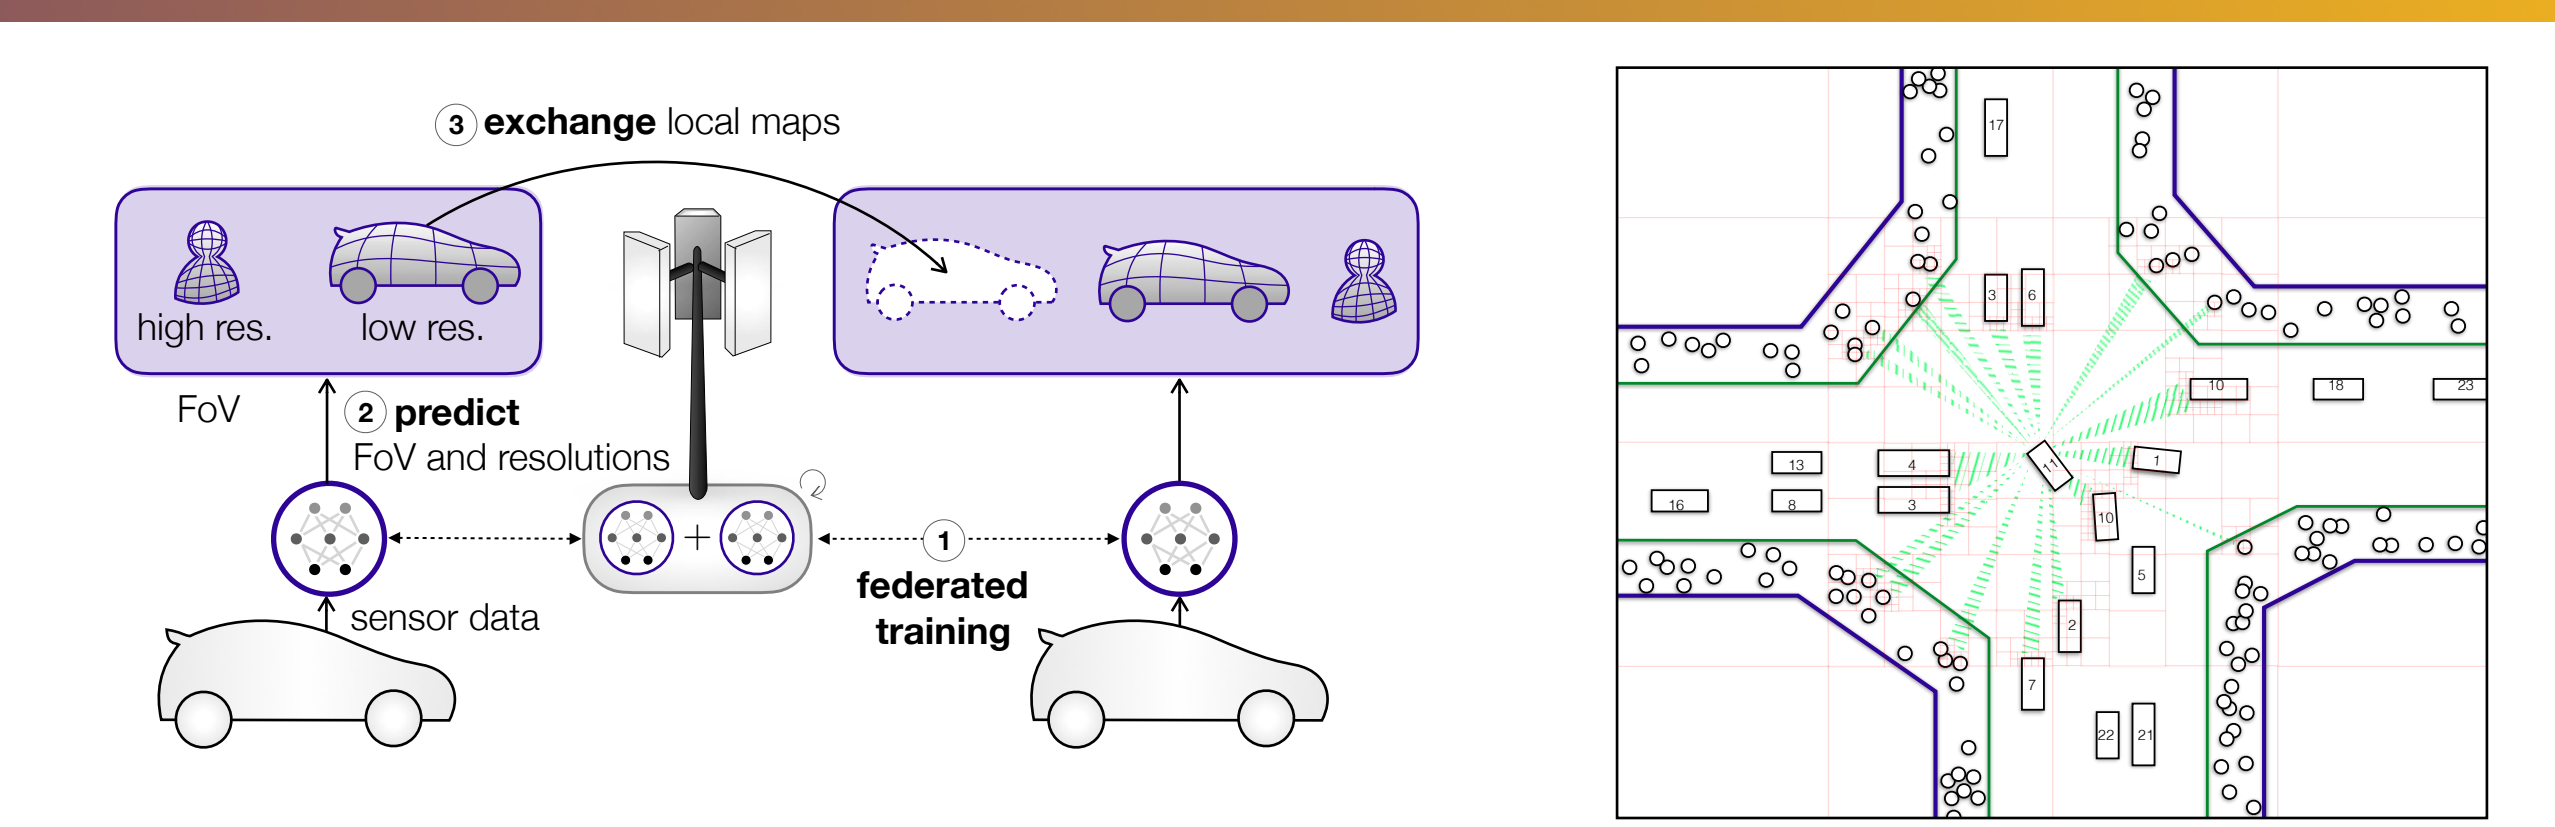 3 exchange local maps
high res.
low res.
FoV
2 predict
FoV and resolutions
+
1
federated
training
sensor data
17
3
6
10
18
23
13
4
11
1
16
8
3
10
5
2
7
22
21